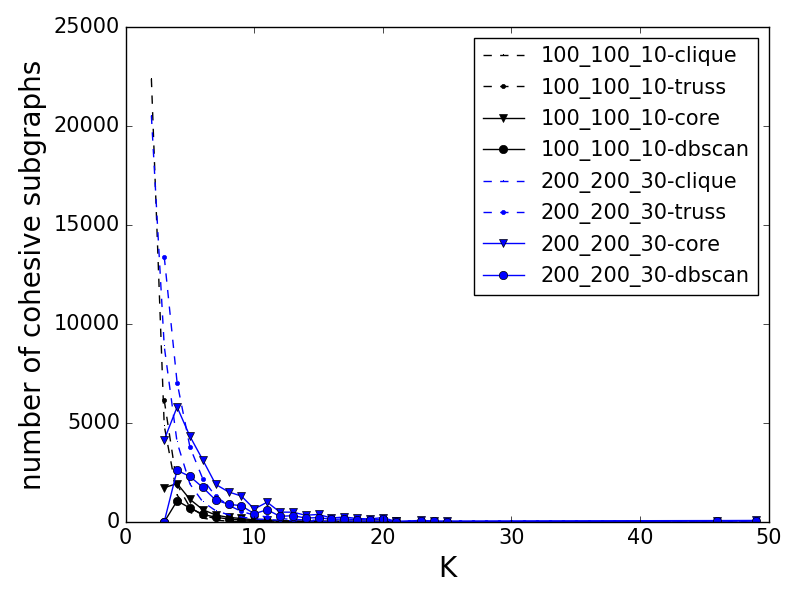 25000
20000
15000
10000
5000
0
number of cohesive subgraphs
100_100_10-clique
100_100_10-truss
100_100_10-core
100_100_10-dbscan
200_200_30-clique
200_200_30-truss
200_200_30-core
200_200_30-dbscan
0 10 20 30 40 50
K